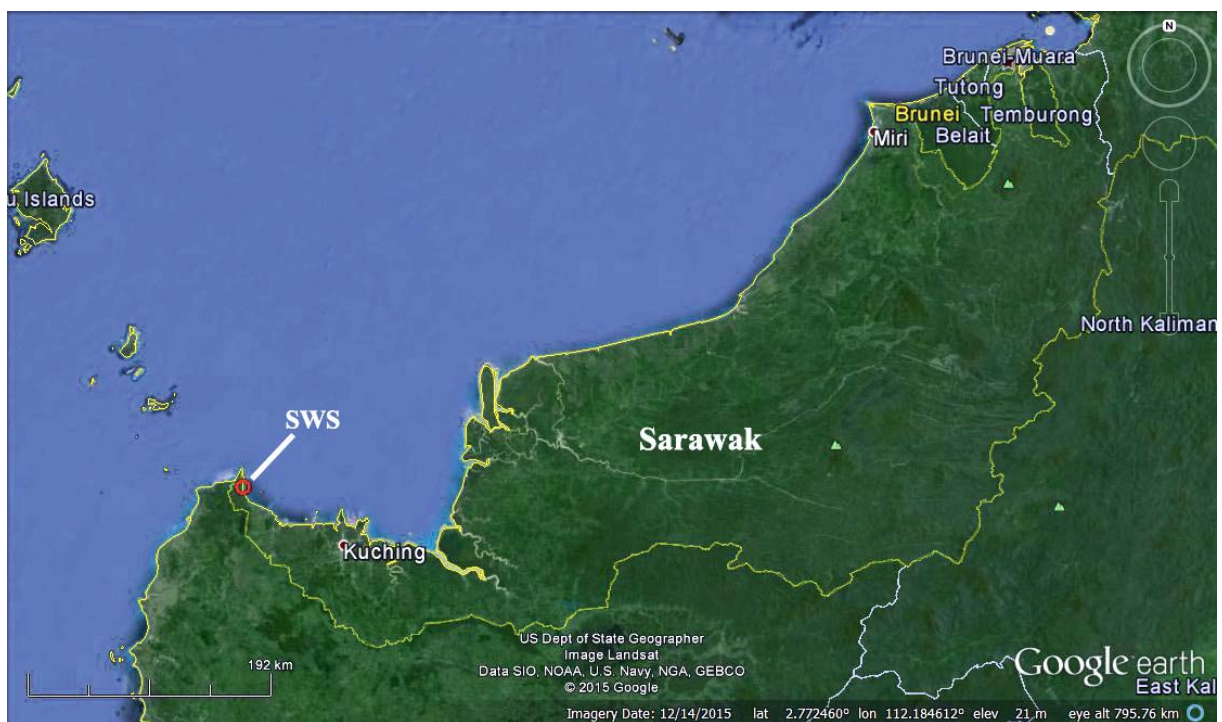 N
Brunei-Muara
Tutong
Brunei
Temburong
Belait
Miri
u Islands
North Kaliman
SWS
Sarawak
Kuching
US Dept of State Geographer
Image Landsat
Data SIO, NOAA, U.S. Navy, NGA, GEBCO
© 2015 Google
192 km
Google earth
East Kal
Imagery Date: 12/14/2015 lat 2.772460° lon 112.184612° elev 21 m eye alt 795.76 km